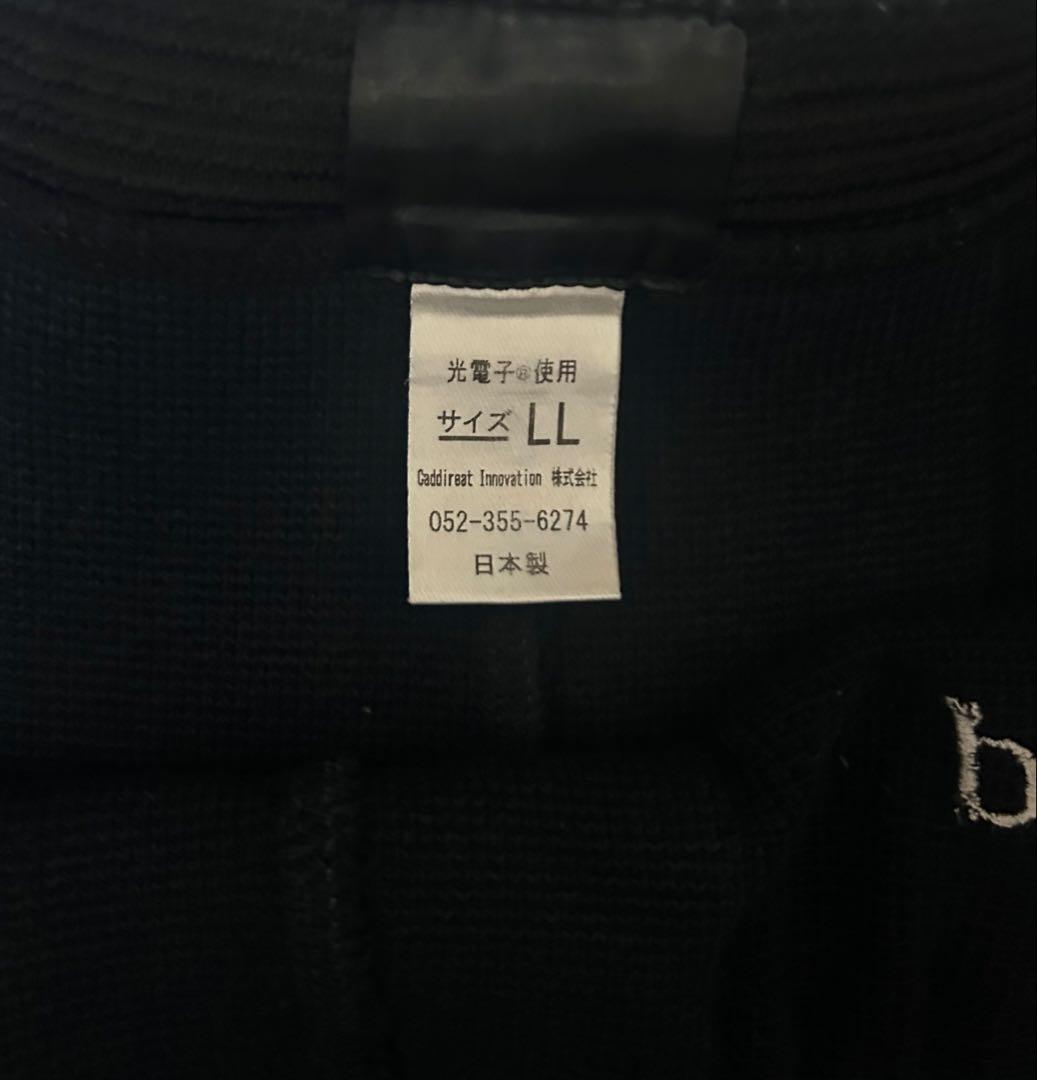 光電子®使用
サイズ LL
Caddireat Innovation 株式会社
052-355-6274
日本製
b